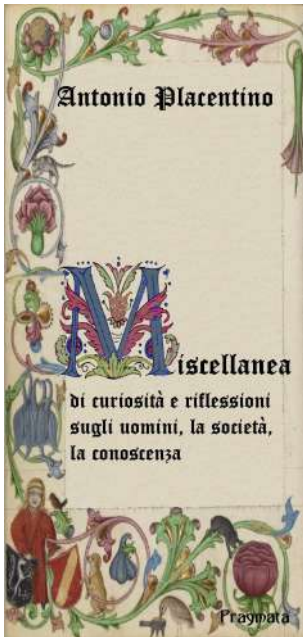 Antonio Placentino
Miscellanea
di curiosità e riflessioni
sugli uomini, la società,
la conoscenza
Pragmata